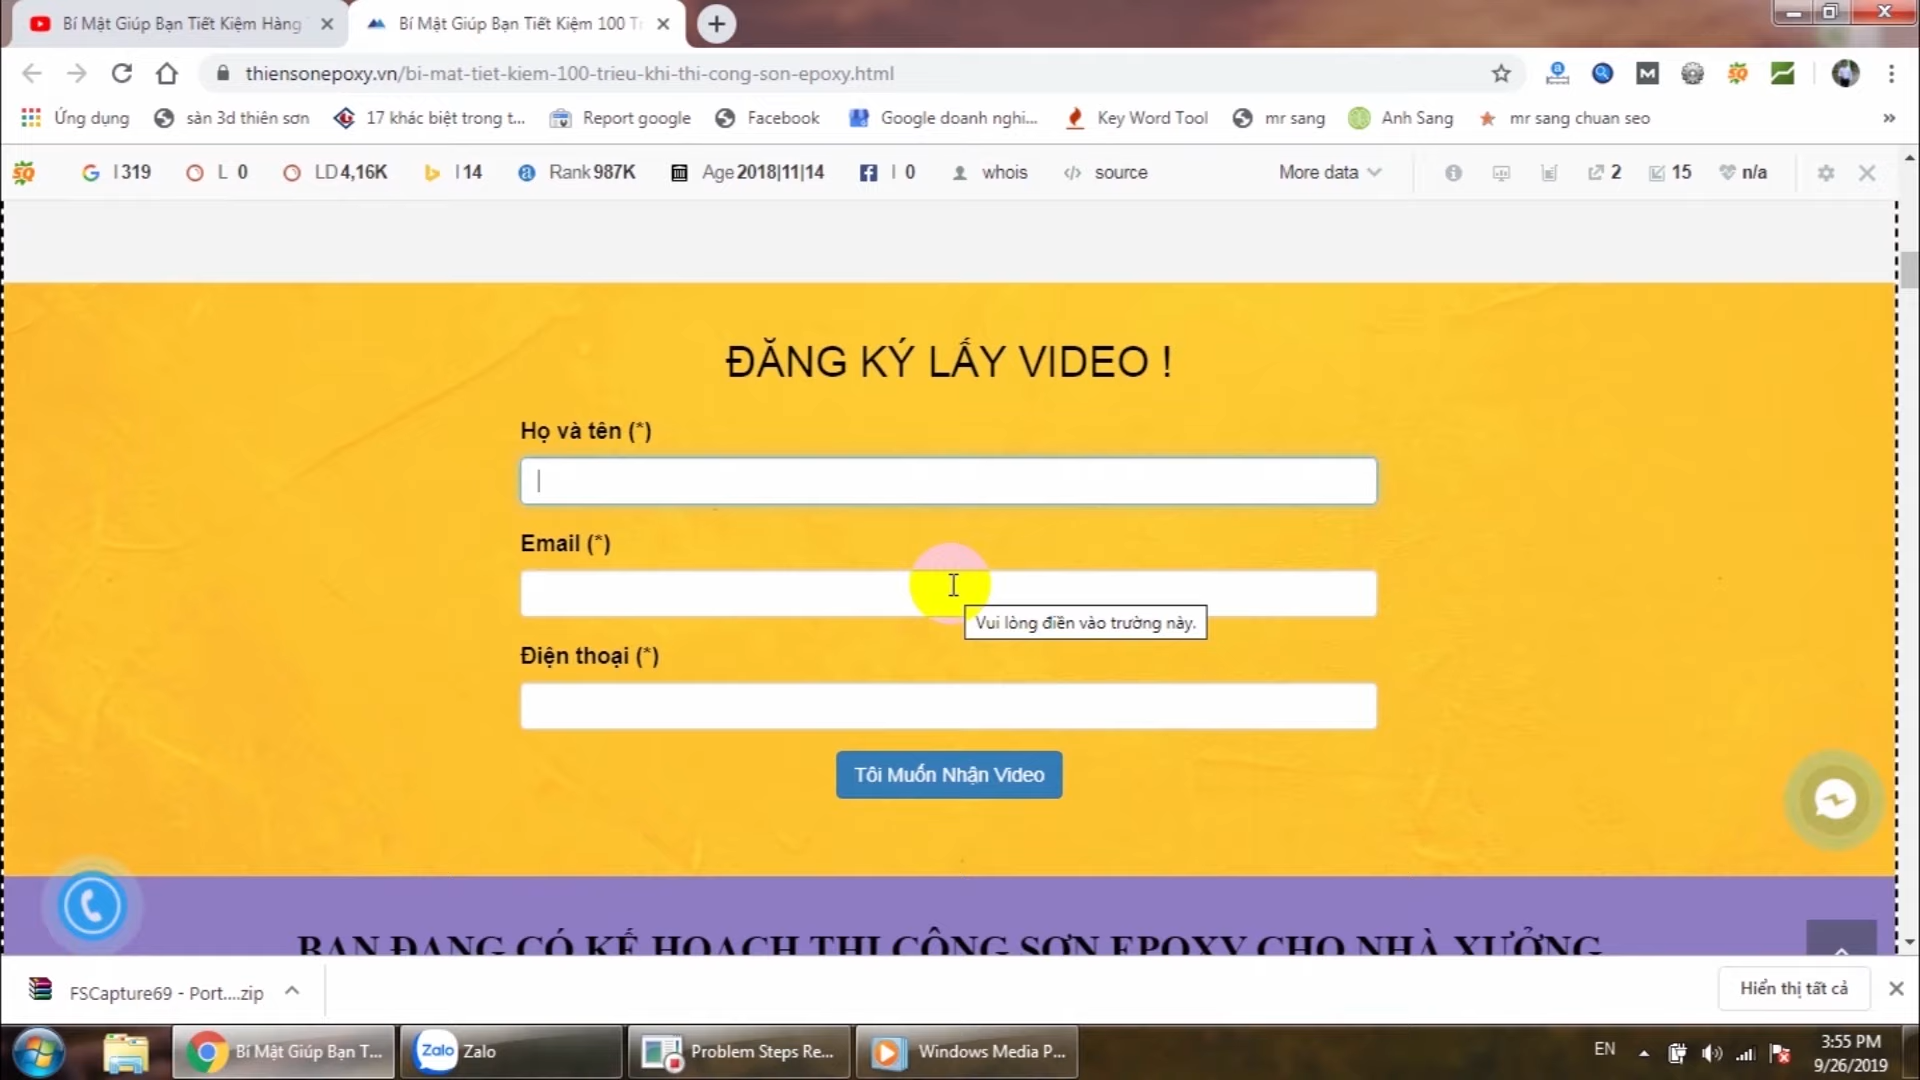 Bí Mật Giúp Bạn Tiết Kiệm Hàng
Bí Mật Giúp Bạn Tiết Kiệm 100 Tr
thiensonepoxy.vn/bi-mat-tiet-kiem-100-trieu-khi-thi-cong-son-epoxy.html
Ứng dụng sàn 3d thiên sơn 17 khác biệt trong t... Report google Facebook Google doanh nghi... Key Word Tool mr sang Anh Sang mr sang chuan seo »
SQ I 319 L 0 LD 4,16K I 14 Rank 987K Age 2018|11|14 I 0 whois source More data 2 15 n/a
ĐĂNG KÝ LẤY VIDEO !
Họ và tên (*)
Email (*)
Vui lòng điền vào trường này.
Điện thoại (*)
Tôi Muốn Nhận Video
BẠN ĐANG CÓ KẾ HOẠCH THI CÔNG SƠN EPOXY CHO NHÀ XƯỞNG
FSCapture69 - Port....zip
Hiển thị tất cả
Bí Mật Giúp Bạn T... Zalo Zalo Problem Steps Re... Windows Media P... EN
3:55 PM
9/26/2019